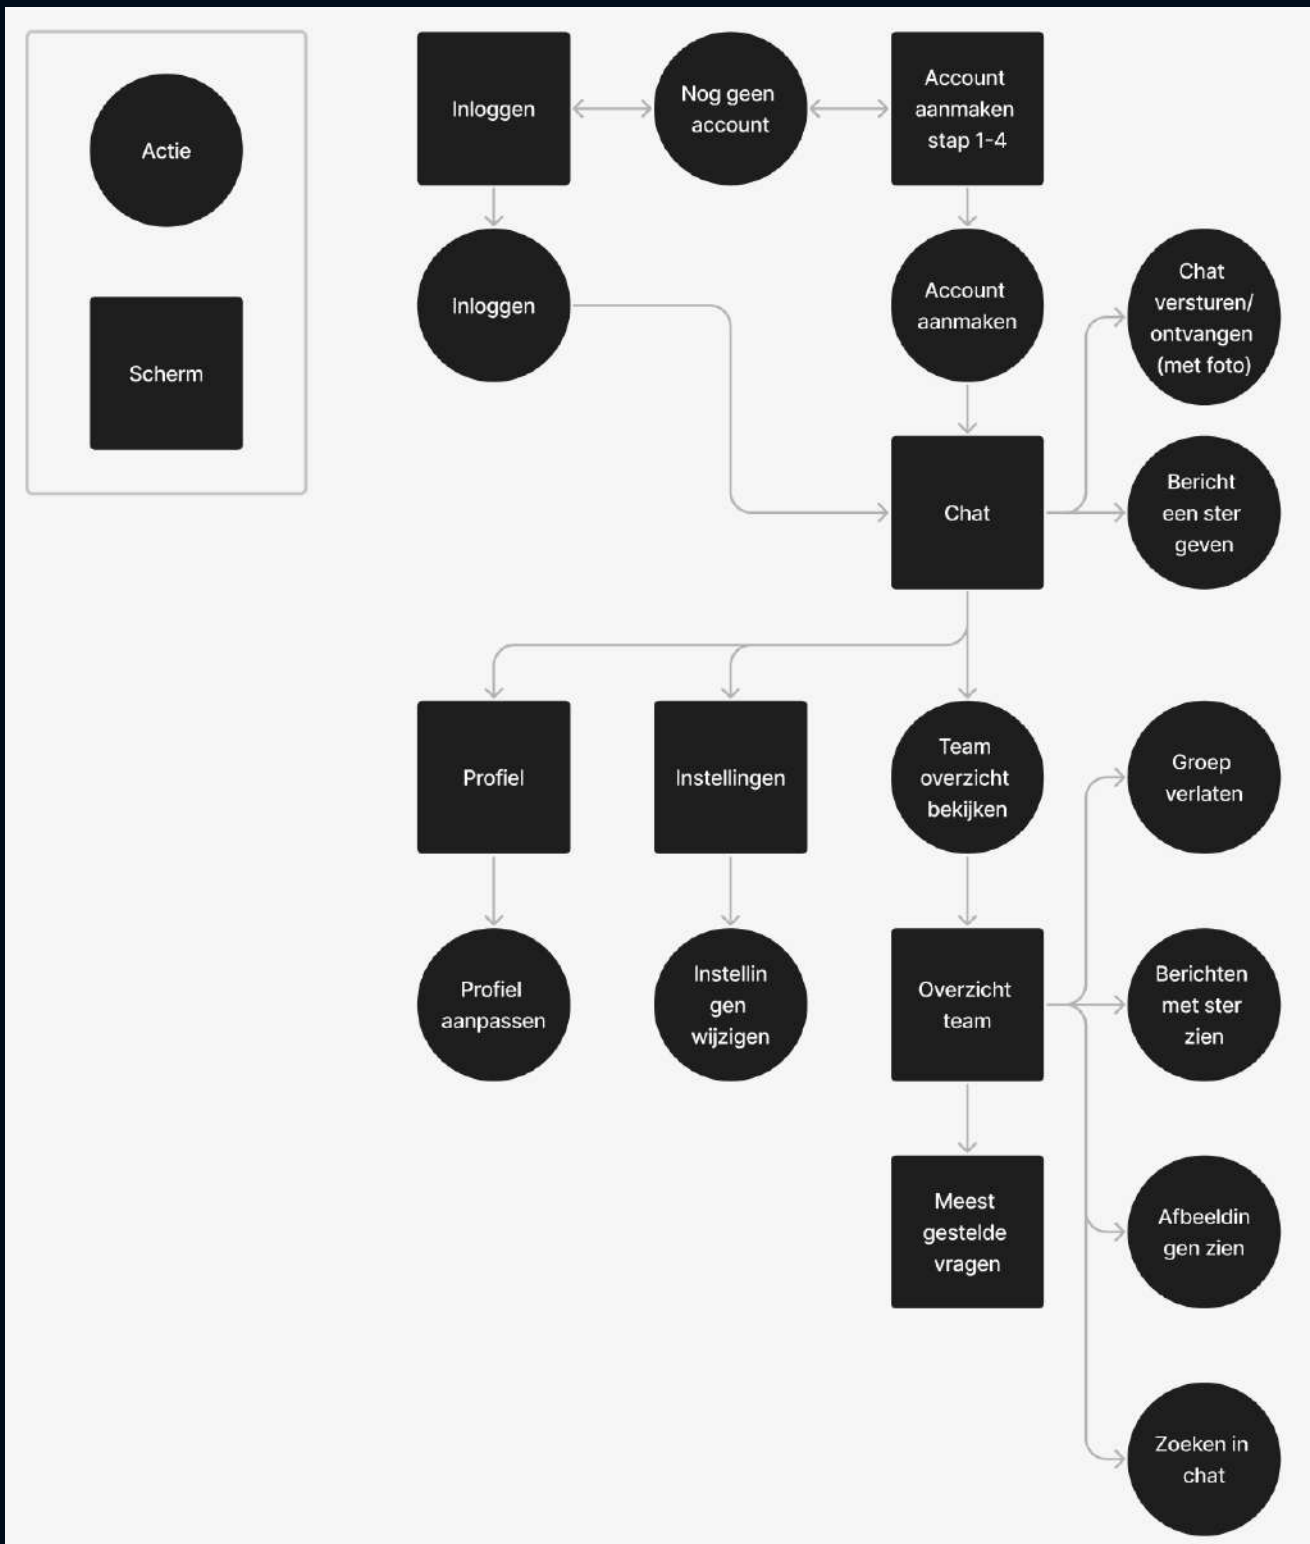 Actie
Scherm
Inloggen
Nog geen
account
Account
aanmaken
stap 1-4
Inloggen
Account
aanmaken
Chat
versturen/
ontvangen
(met foto)
Chat
Bericht
een ster
geven
Profiel
Instellingen
Team
overzicht
bekijken
Groep
verlaten
Profiel
aanpassen
Instellin
gen
wijzigen
Overzicht
team
Berichten
met ster
zien
Meest
gestelde
vragen
Afbeeldin
gen zien
Zoeken in
chat